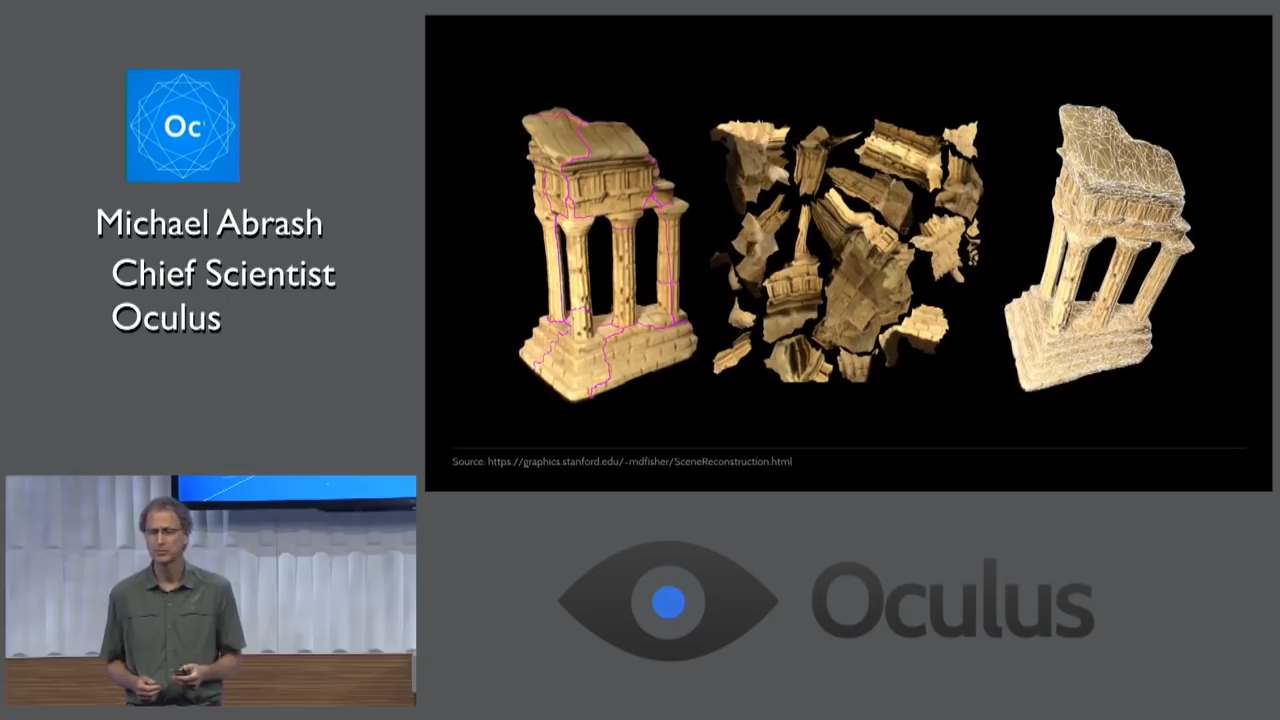 Oc
Michael Abrash
Chief Scientist
Oculus
Source: https://graphics.stanford.edu/~mdfisher/SceneReconstruction.html
Oculus